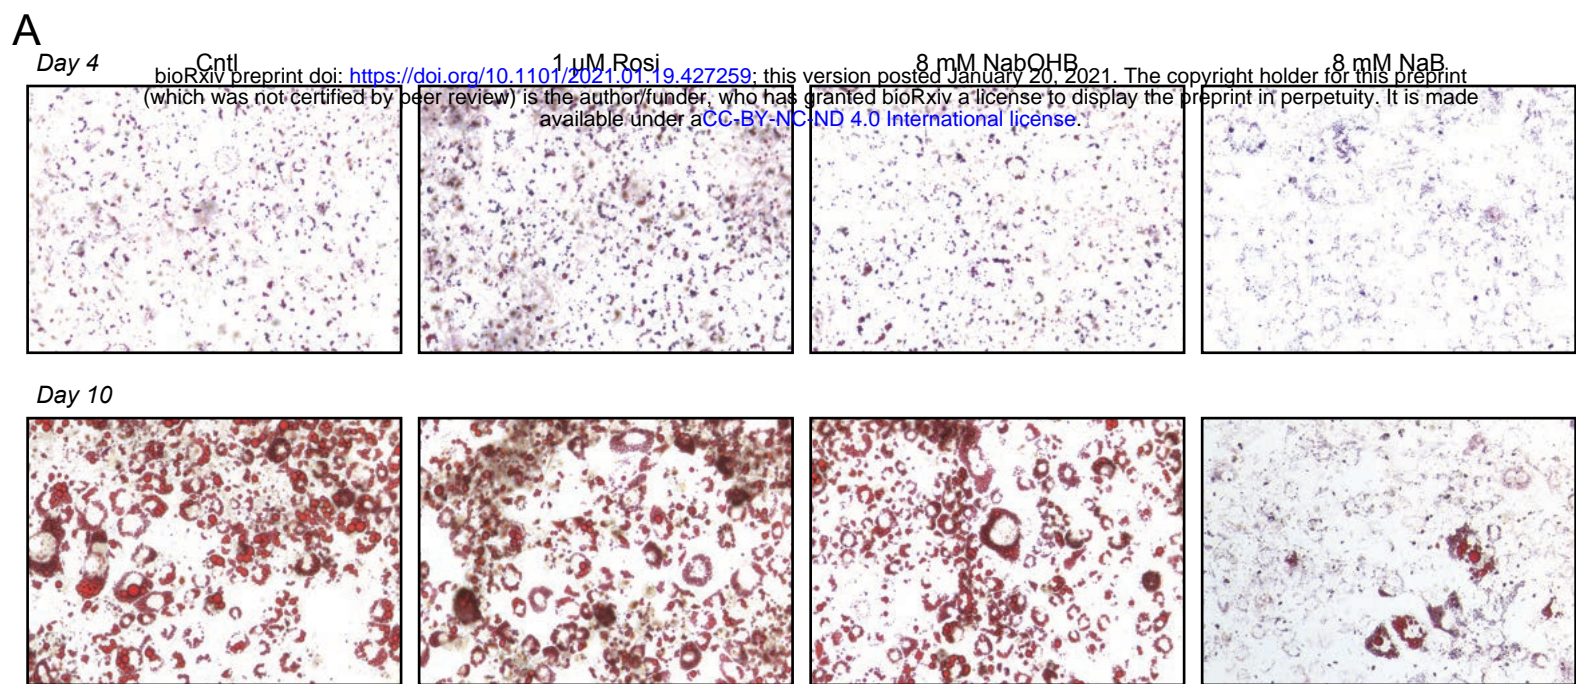 A
Day 4 Cntl 1 µM Rosi 8 mM NabOHB 8 mM NaB
bioRxiv preprint doi: https://doi.org/10.1101/2021.01.19.427259; this version posted January 20, 2021. The copyright holder for this preprint
(which was not certified by peer review) is the author/funder, who has granted bioRxiv a license to display the preprint in perpetuity. It is made
available under aCC-BY-NC-ND 4.0 International license.
Day 10